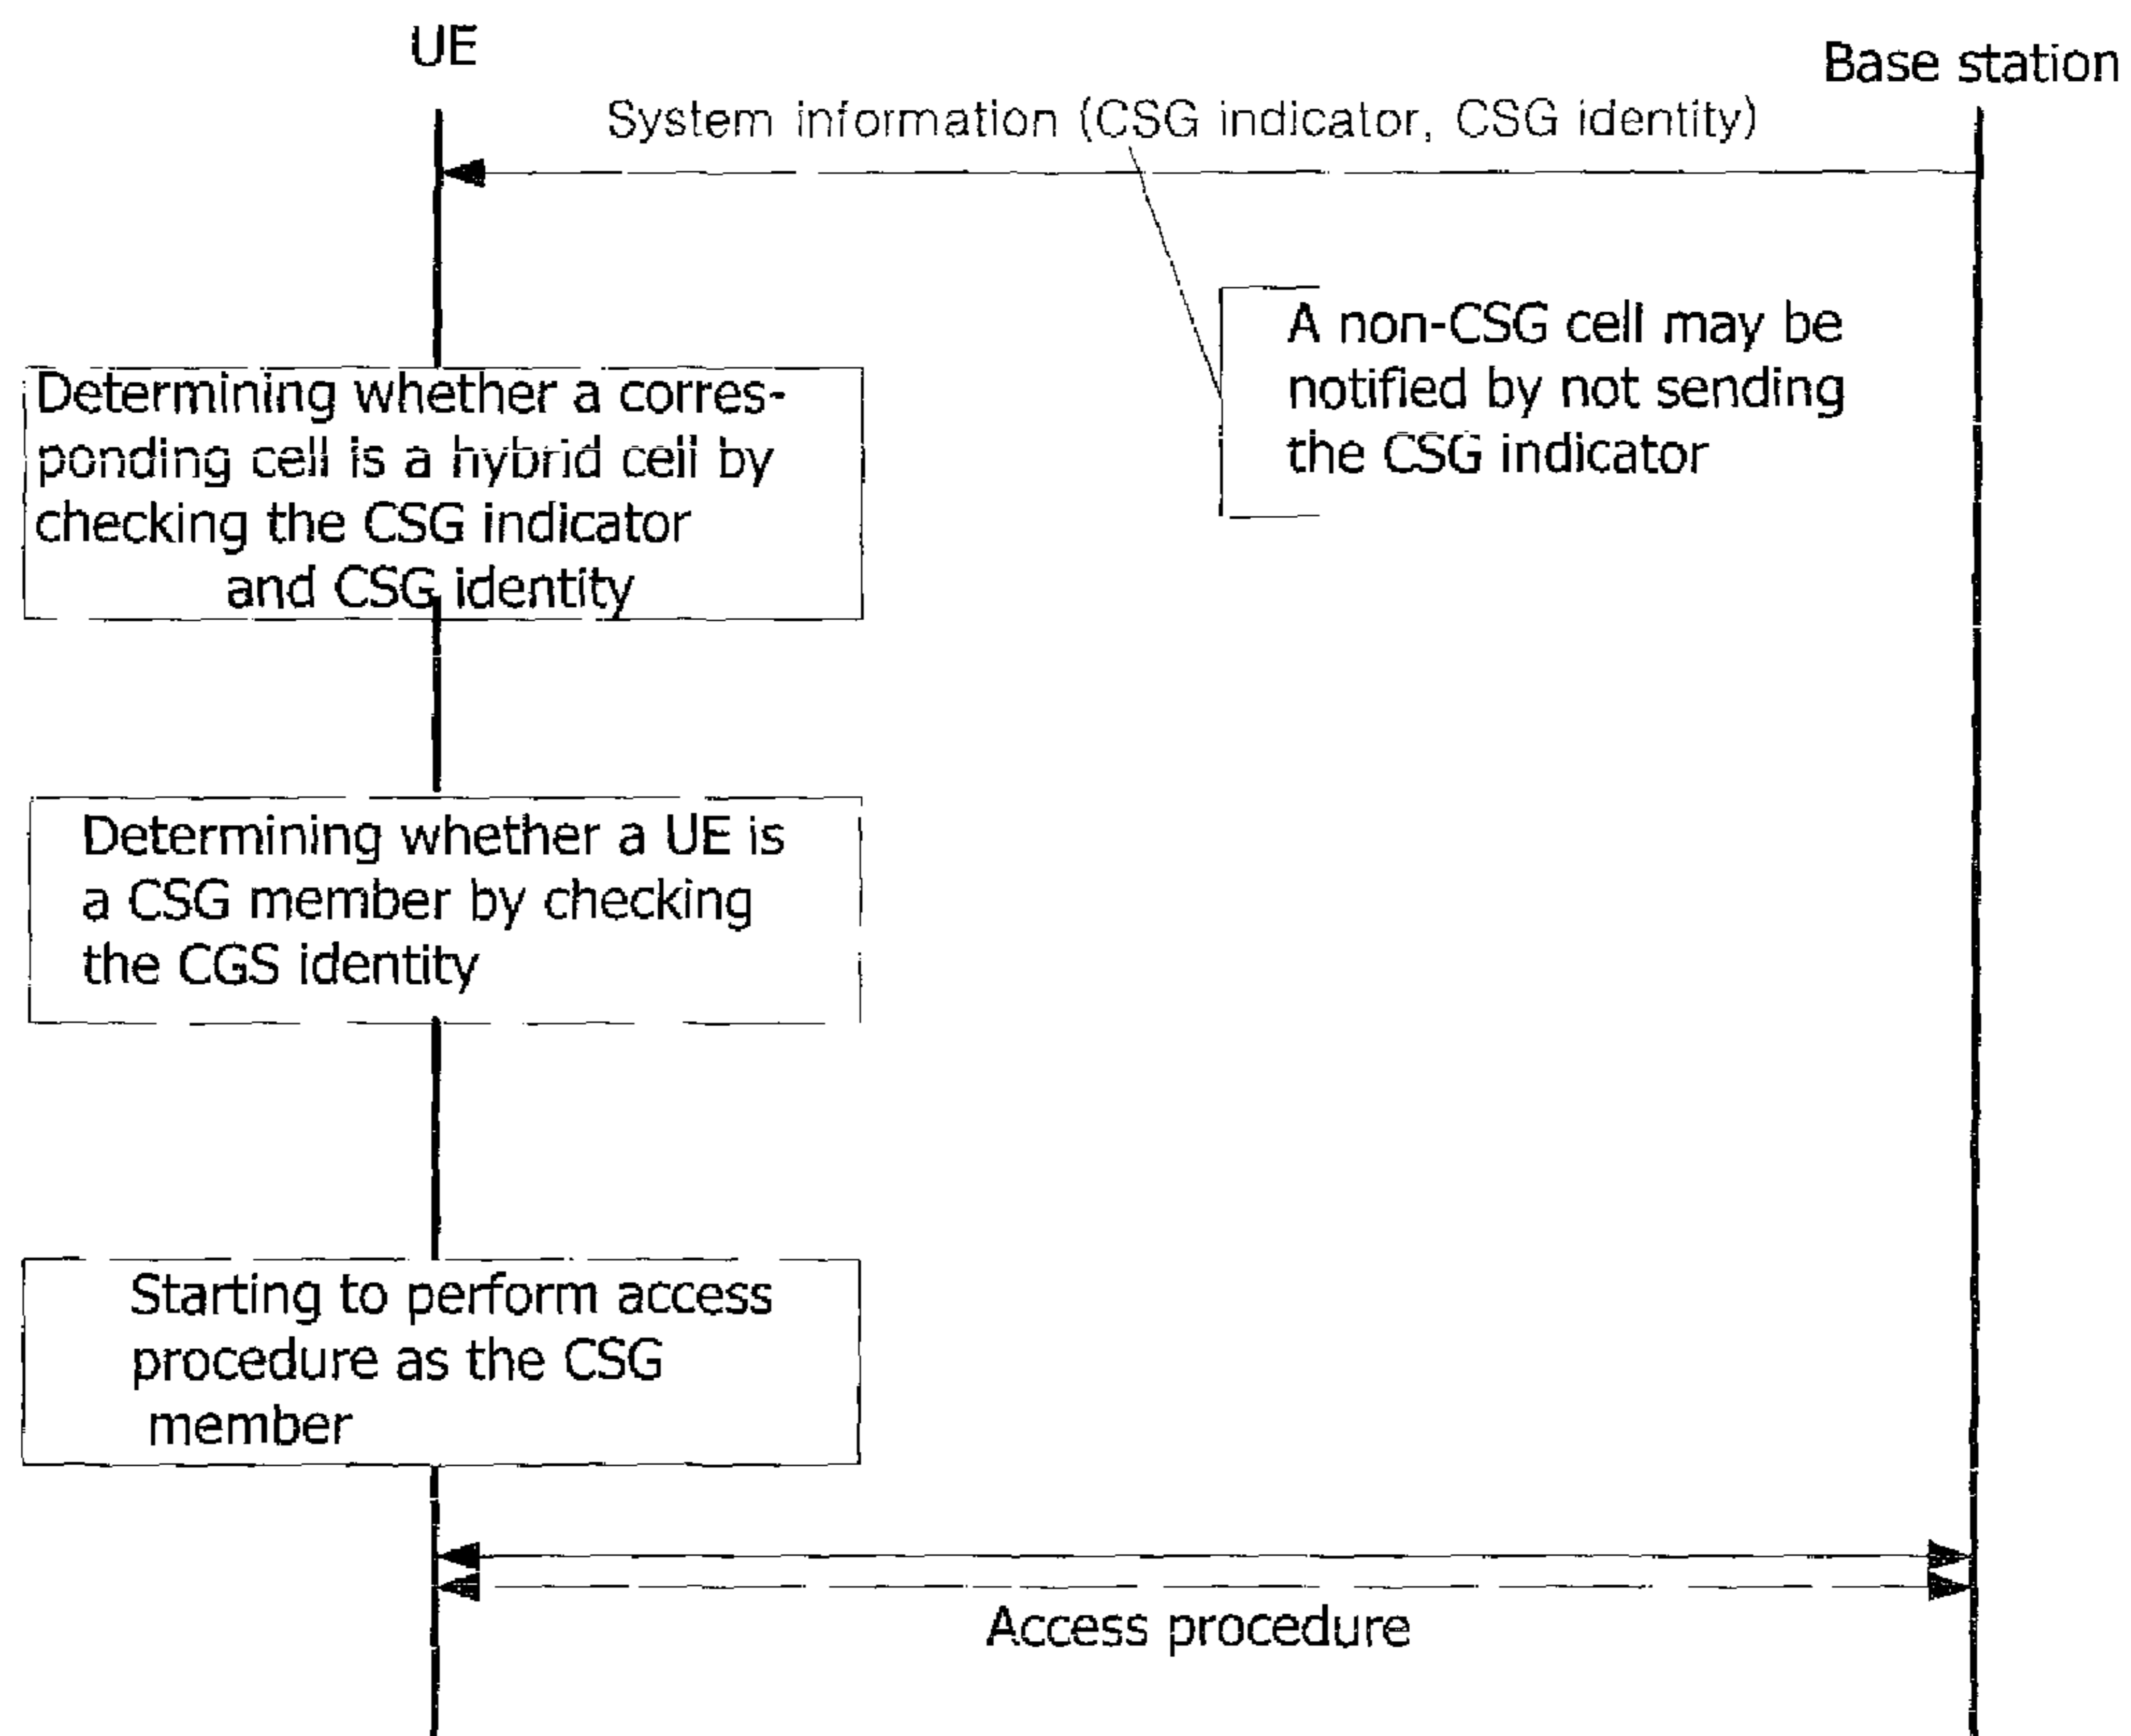 UE
Base station
System information (CSG indicator, CSG identity)
A non-CSG cell may be
notified by not sending
the CSG indicator
Determining whether a corres-
ponding cell is a hybrid cell by
checking the CSG indicator
and CSG identity
Determining whether a UE is
a CSG member by checking
the CGS identity
Starting to perform access
procedure as the CSG
member
Access procedure